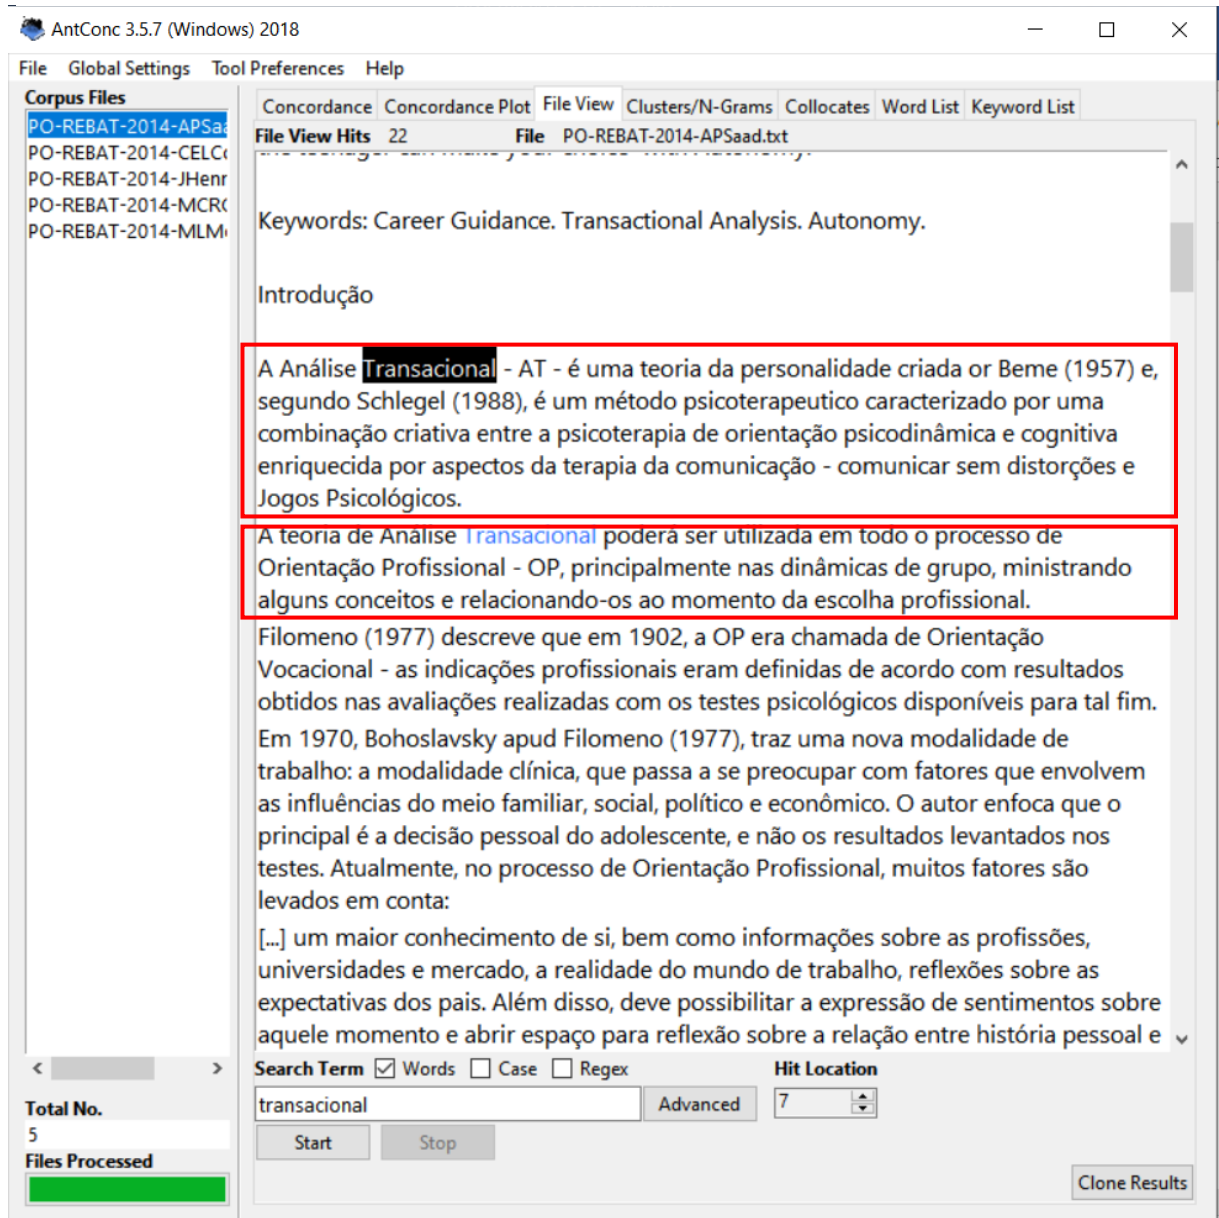 AntConc 3.5.7 (Windows) 2018
File Global Settings Tool Preferences Help
Corpus Files
PO-REBAT-2014-APSaa
PO-REBAT-2014-CELC
PO-REBAT-2014-JHenr
PO-REBAT-2014-MCR
PO-REBAT-2014-MLM
Total No.
5
Files Processed
Concordance Concordance Plot File View Clusters/N-Grams Collocates Word List Keyword List
File View Hits 22 File PO-REBAT-2014-APSaad.txt
the teenager can make your choice with Autonomy.
Keywords: Career Guidance. Transactional Analysis. Autonomy.
Introdução
A Análise Transacional - AT - é uma teoria da personalidade criada or Beme (1957) e,
segundo Schlegel (1988), é um método psicoterapeutico caracterizado por uma
combinação criativa entre a psicoterapia de orientação psicodinâmica e cognitiva
enriquecida por aspectos da terapia da comunicação - comunicar sem distorções e
Jogos Psicológicos.
A teoria de Análise Transacional poderá ser utilizada em todo o processo de
Orientação Profissional - OP, principalmente nas dinâmicas de grupo, ministrando
alguns conceitos e relacionando-os ao momento da escolha profissional.
Filomeno (1977) descreve que em 1902, a OP era chamada de Orientação
Vocacional - as indicações profissionais eram definidas de acordo com resultados
obtidos nas avaliações realizadas com os testes psicológicos disponíveis para tal fim.
Em 1970, Bohoslavsky apud Filomeno (1977), traz uma nova modalidade de
trabalho: a modalidade clínica, que passa a se preocupar com fatores que envolvem
as influências do meio familiar, social, político e econômico. O autor enfoca que o
principal é a decisão pessoal do adolescente, e não os resultados levantados nos
testes. Atualmente, no processo de Orientação Profissional, muitos fatores são
levados em conta:
[...] um maior conhecimento de si, bem como informações sobre as profissões,
universidades e mercado, a realidade do mundo de trabalho, reflexões sobre as
expectativas dos pais. Além disso, deve possibilitar a expressão de sentimentos sobre
aquele momento e abrir espaço para reflexão sobre a relação entre história pessoal e
Search Term Words Case Regex Hit Location
transacional Advanced 7
Start Stop
Clone Results